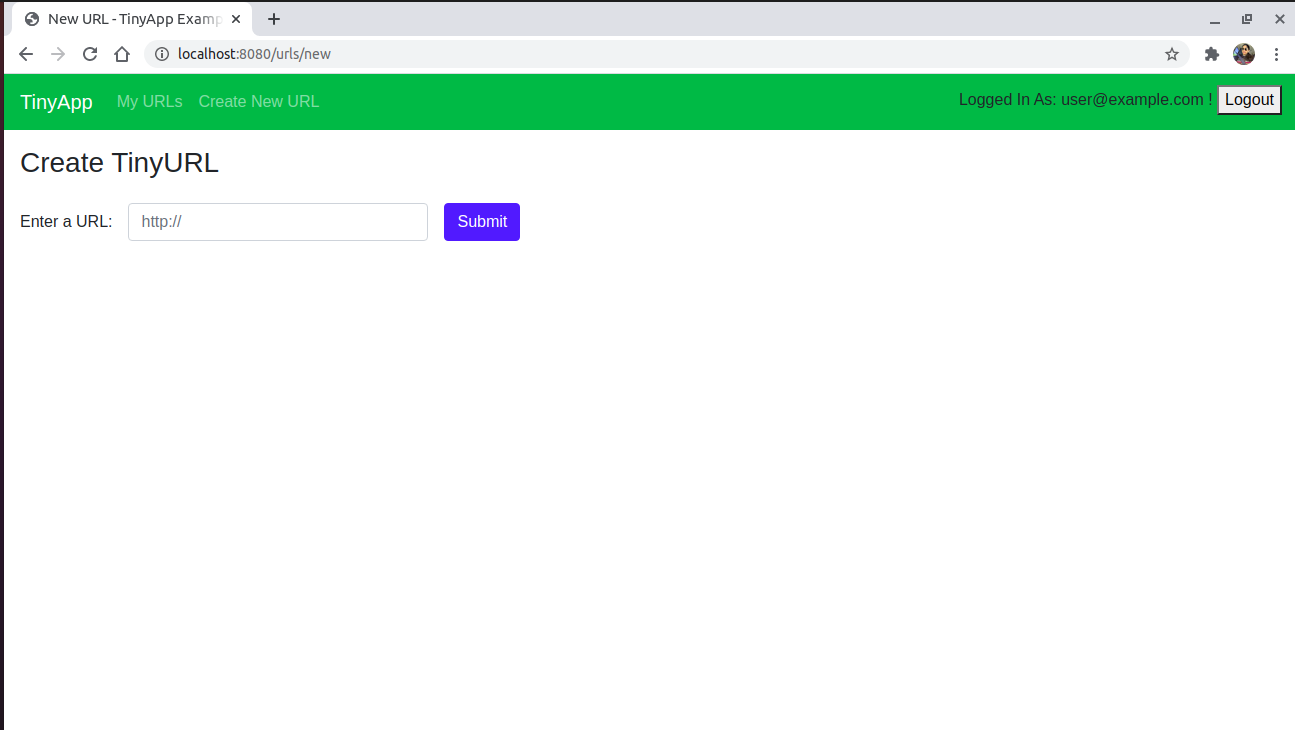 New URL - TinyApp Examp
localhost:8080/urls/new
TinyApp My URLs Create New URL Logged In As: user@example.com ! Logout
Create TinyURL
Enter a URL: http:// Submit